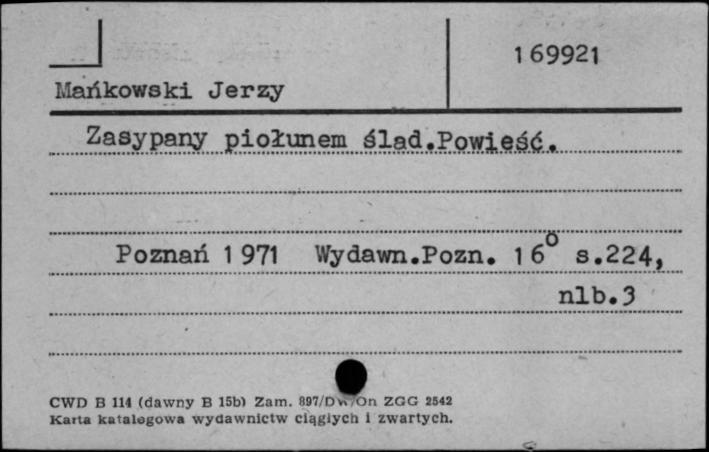 169921
Mańkowski Jerzy
Zasypany piołunem ślad.Powieść.
Poznań 1971 Wydawn.Pozn. 16° s.224,
nlb.3
CWD B 114 (dawny B 15b) Zam. 897/DW/On ZGG 2542
Karta katalogowa wydawnictw ciągłych i zwartych.